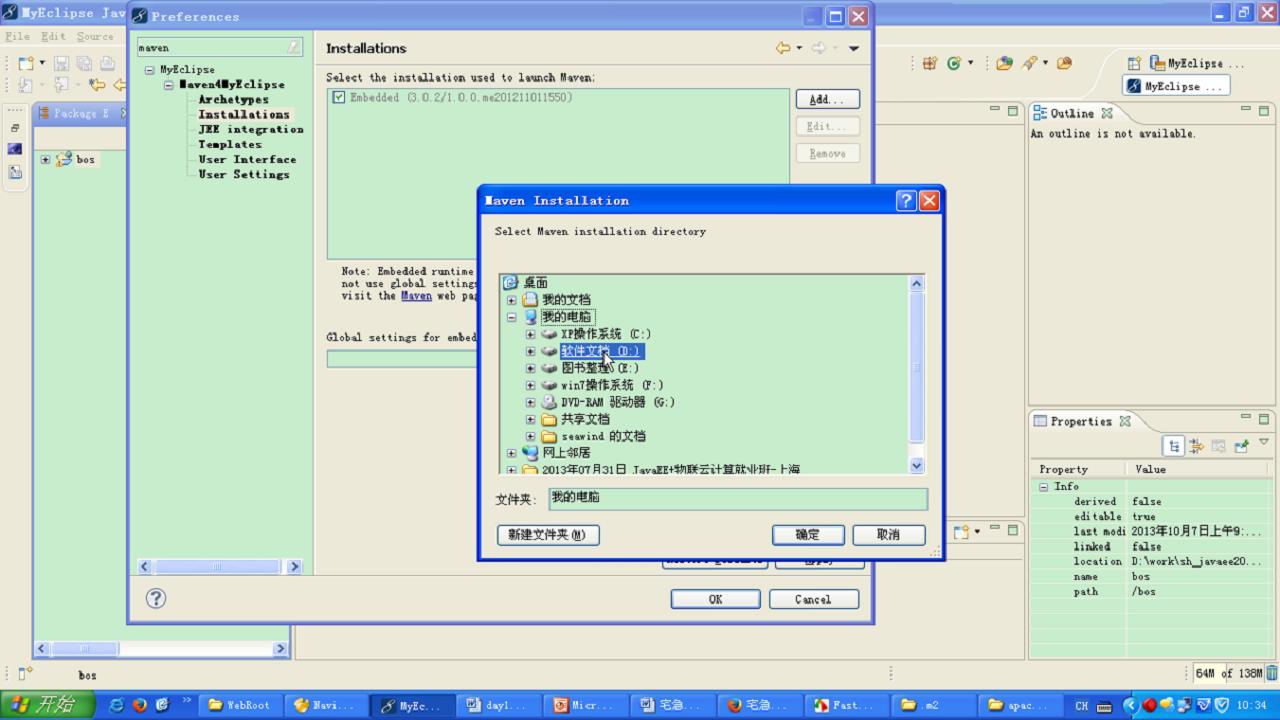 MyEclipse Jav
File Edit Source
Package E
bos
Preferences
maven
MyEclipse
Maven4MyEclipse
Archetypes
Installations
JEE integration
Templates
User Interface
User Settings
Installations
Select the installation used to launch Maven:
Embedded (3.0.2/1.0.0.me201211011550)
Add...
Edit...
Remove
Note: Embedded runtime
not use global settings
visit the Maven web pag
Global settings for embed
OK
Cancel
Maven Installation
Select Maven installation directory
桌面
我的文档
我的电脑
XP操作系统 (C:)
软件文档 (D:)
图书整理 (E:)
win7操作系统 (F:)
DVD-RAM 驱动器 (G:)
共享文档
seawind 的文档
网上邻居
2013年07月31日 JavaEE+物联云计算就业班-上海
文件夹:
我的电脑
新建文件夹(M)
确定
取消
MyEclipse ...
MyEclipse ...
Outline
An outline is not available.
Properties
Property Value
Info
derived false
editable true
last modi 2013年10月7日上午9:...
linked false
location D:\work\sh_javaee20...
name bos
path /bos
bos
64M of 138M
开始
WebRoot
Navi...
MyEc...
day1...
Micr...
宅急...
宅急...
Fast...
.m2
apac...
CH
10:34